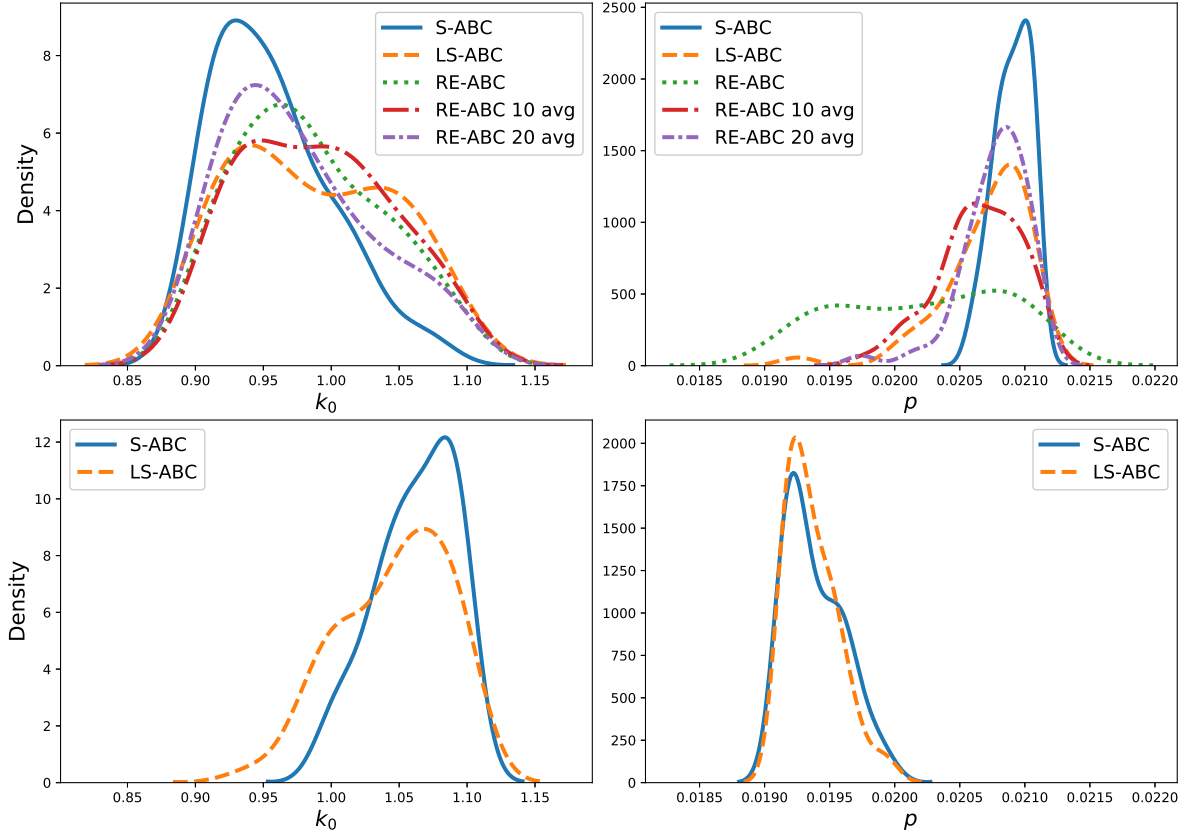 S-ABC
LS-ABC
RE-ABC
RE-ABC 10 avg
RE-ABC 20 avg
Density
0
2
4
6
8
0.85 0.90 0.95 1.00 1.05 1.10 1.15
k0
S-ABC
LS-ABC
RE-ABC
RE-ABC 10 avg
RE-ABC 20 avg
2500
2000
1500
1000
500
0
0.0185 0.0190 0.0195 0.0200 0.0205 0.0210 0.0215 0.0220
p
S-ABC
LS-ABC
Density
12
10
8
6
4
2
0
0.85 0.90 0.95 1.00 1.05 1.10 1.15
k0
S-ABC
LS-ABC
2000
1750
1500
1250
1000
750
500
250
0
0.0185 0.0190 0.0195 0.0200 0.0205 0.0210 0.0215 0.0220
p